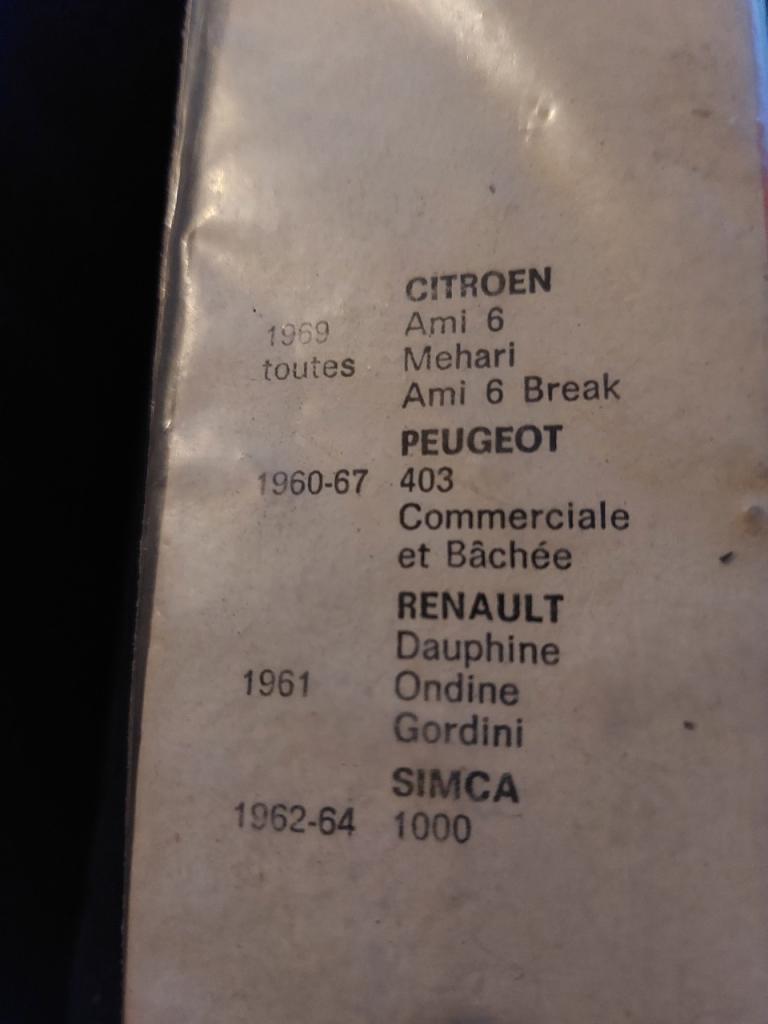 CITROEN
1969 Ami 6
toutes Mehari
Ami 6 Break
PEUGEOT
1960-67 403
Commerciale
et Bâchée
RENAULT
Dauphine
1961 Ondine
Gordini
SIMCA
1962-64 1000